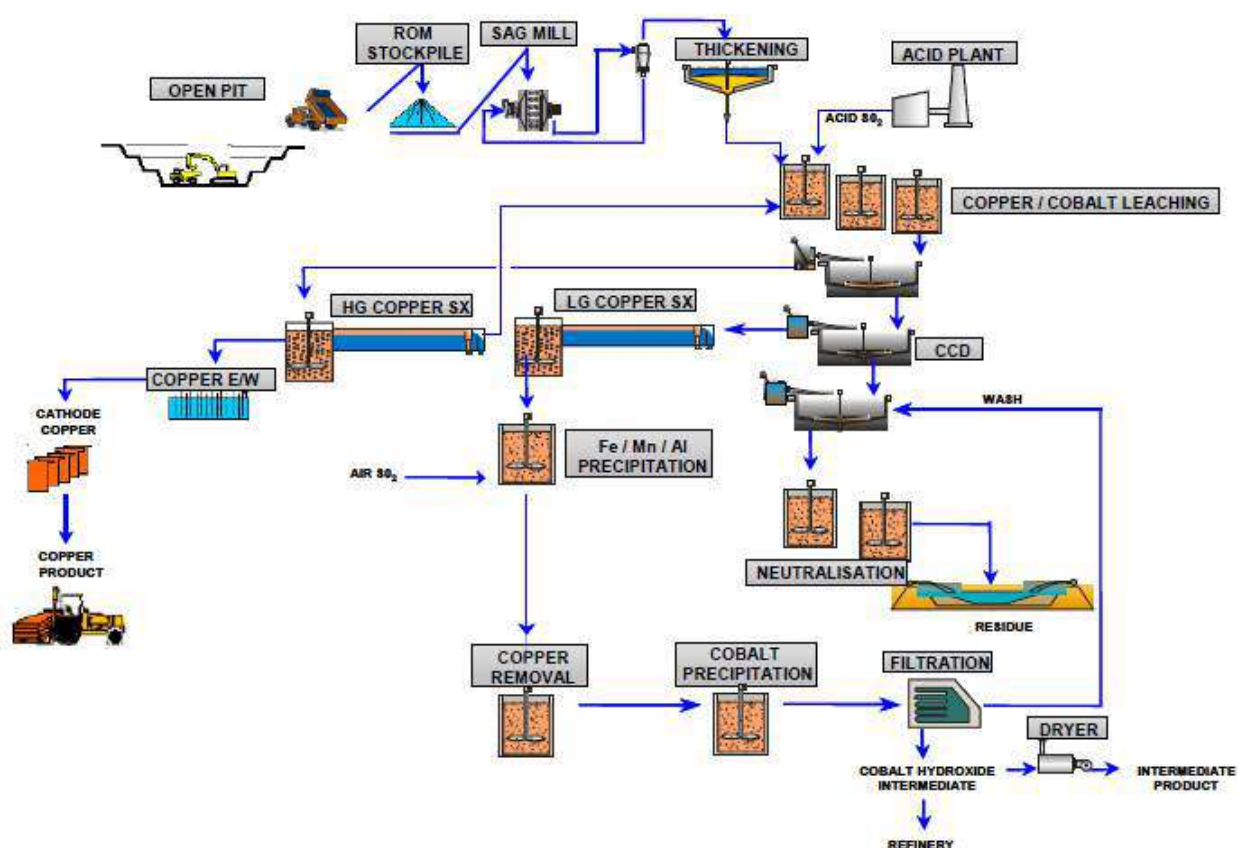 ROM
STOCKPILE
SAG MILL
THICKENING
ACID PLANT
OPEN PIT
ACID S0₂
COPPER / COBALT LEACHING
HG COPPER SX
LG COPPER SX
CCD
COPPER E/W
WASH
CATHODE
COPPER
Fe / Mn / Al
PRECIPITATION
AIR S0₂
COPPER
PRODUCT
NEUTRALISATION
RESIDUE
COPPER
REMOVAL
COBALT
PRECIPITATION
FILTRATION
DRYER
COBALT HYDROXIDE
INTERMEDIATE
INTERMEDIATE
PRODUCT
REFINERY